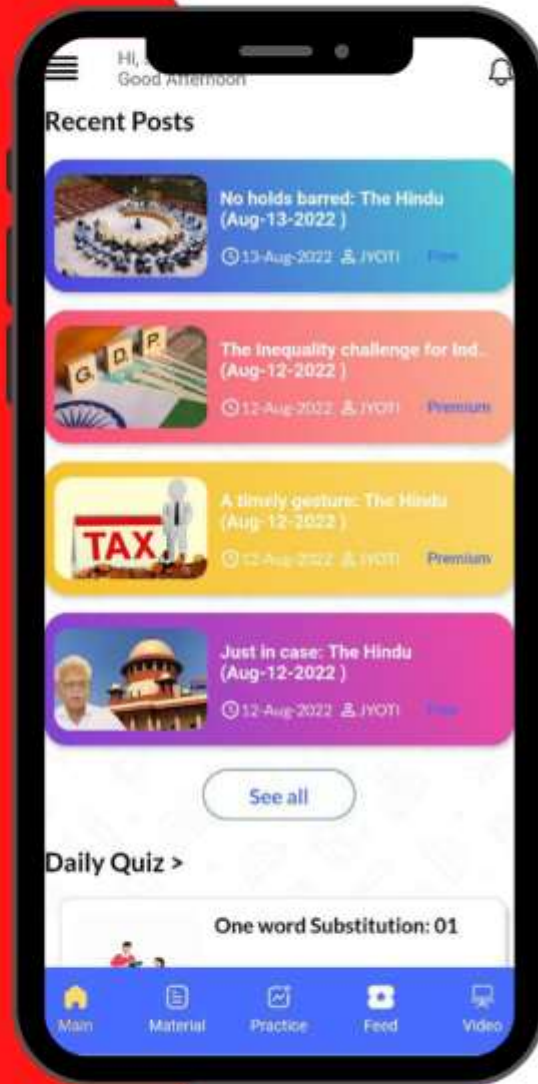 Hi,
Good Afternoon
Recent Posts
No holds barred: The Hindu
(Aug-13-2022 )
13-Aug-2022 JYOTI Free
G D P
The Inequality challenge for Ind..
(Aug-12-2022 )
12-Aug-2022 JYOTI Premium
TAX
A timely gesture: The Hindu
(Aug-12-2022 )
12-Aug-2022 JYOTI Premium
Just in case: The Hindu
(Aug-12-2022 )
12-Aug-2022 JYOTI Free
See all
Daily Quiz >
One word Substitution: 01
Main Material Practice Feed Video